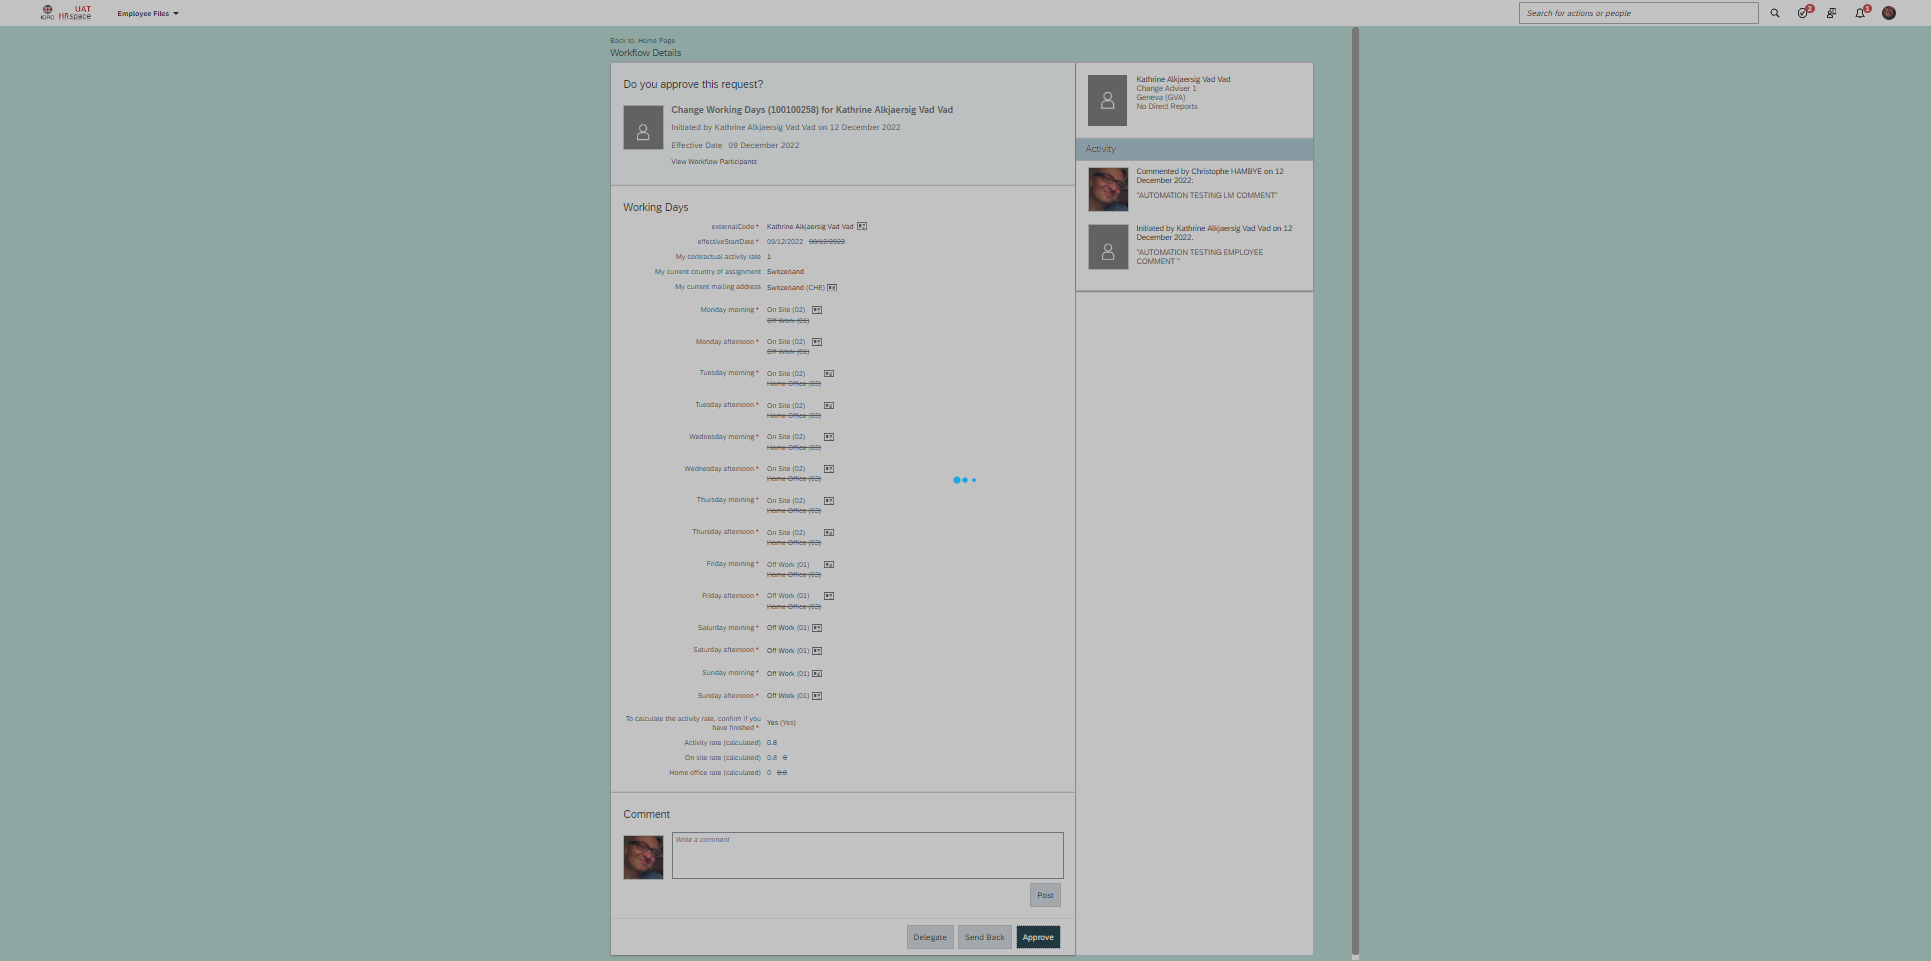 ICRC
UAT
HRspace
Employee Files
Search for actions or people
2
1
Back to: Home Page
Workflow Details
Do you approve this request?
Change Working Days (100100258) for Kathrine Alkjaersig Vad Vad
Initiated by Kathrine Alkjaersig Vad Vad on 12 December 2022
Effective Date 09 December 2022
View Workflow Participants
Working Days
externalCode * Kathrine Alkjaersig Vad Vad
effectiveStartDate * 09/12/2022 08/12/2022
My contractual activity rate 1
My current country of assignment Switzerland
My current mailing address Switzerland (CHE)
Monday morning * On Site (02)
Off Work (01)
Monday afternoon * On Site (02)
Off Work (01)
Tuesday morning * On Site (02)
Home Office (03)
Tuesday afternoon * On Site (02)
Home Office (03)
Wednesday morning * On Site (02)
Home Office (03)
Wednesday afternoon * On Site (02)
Home Office (03)
Thursday morning * On Site (02)
Home Office (03)
Thursday afternoon * On Site (02)
Home Office (03)
Friday morning * Off Work (01)
Home Office (03)
Friday afternoon * Off Work (01)
Home Office (03)
Saturday morning * Off Work (01)
Saturday afternoon * Off Work (01)
Sunday morning * Off Work (01)
Sunday afternoon * Off Work (01)
To calculate the activity rate, confirm if you
have finished * Yes (Yes)
Activity rate (calculated) 0.8
On site rate (calculated) 0.8 0
Home office rate (calculated) 0 0.8
Comment
Write a comment
Post
Delegate
Send Back
Approve
Kathrine Alkjaersig Vad Vad
Change Adviser 1
Geneva (GVA)
No Direct Reports
Activity
Commented by Christophe HAMBYE on 12
December 2022:
"AUTOMATION TESTING LM COMMENT"
Initiated by Kathrine Alkjaersig Vad Vad on 12
December 2022.
"AUTOMATION TESTING EMPLOYEE
COMMENT "